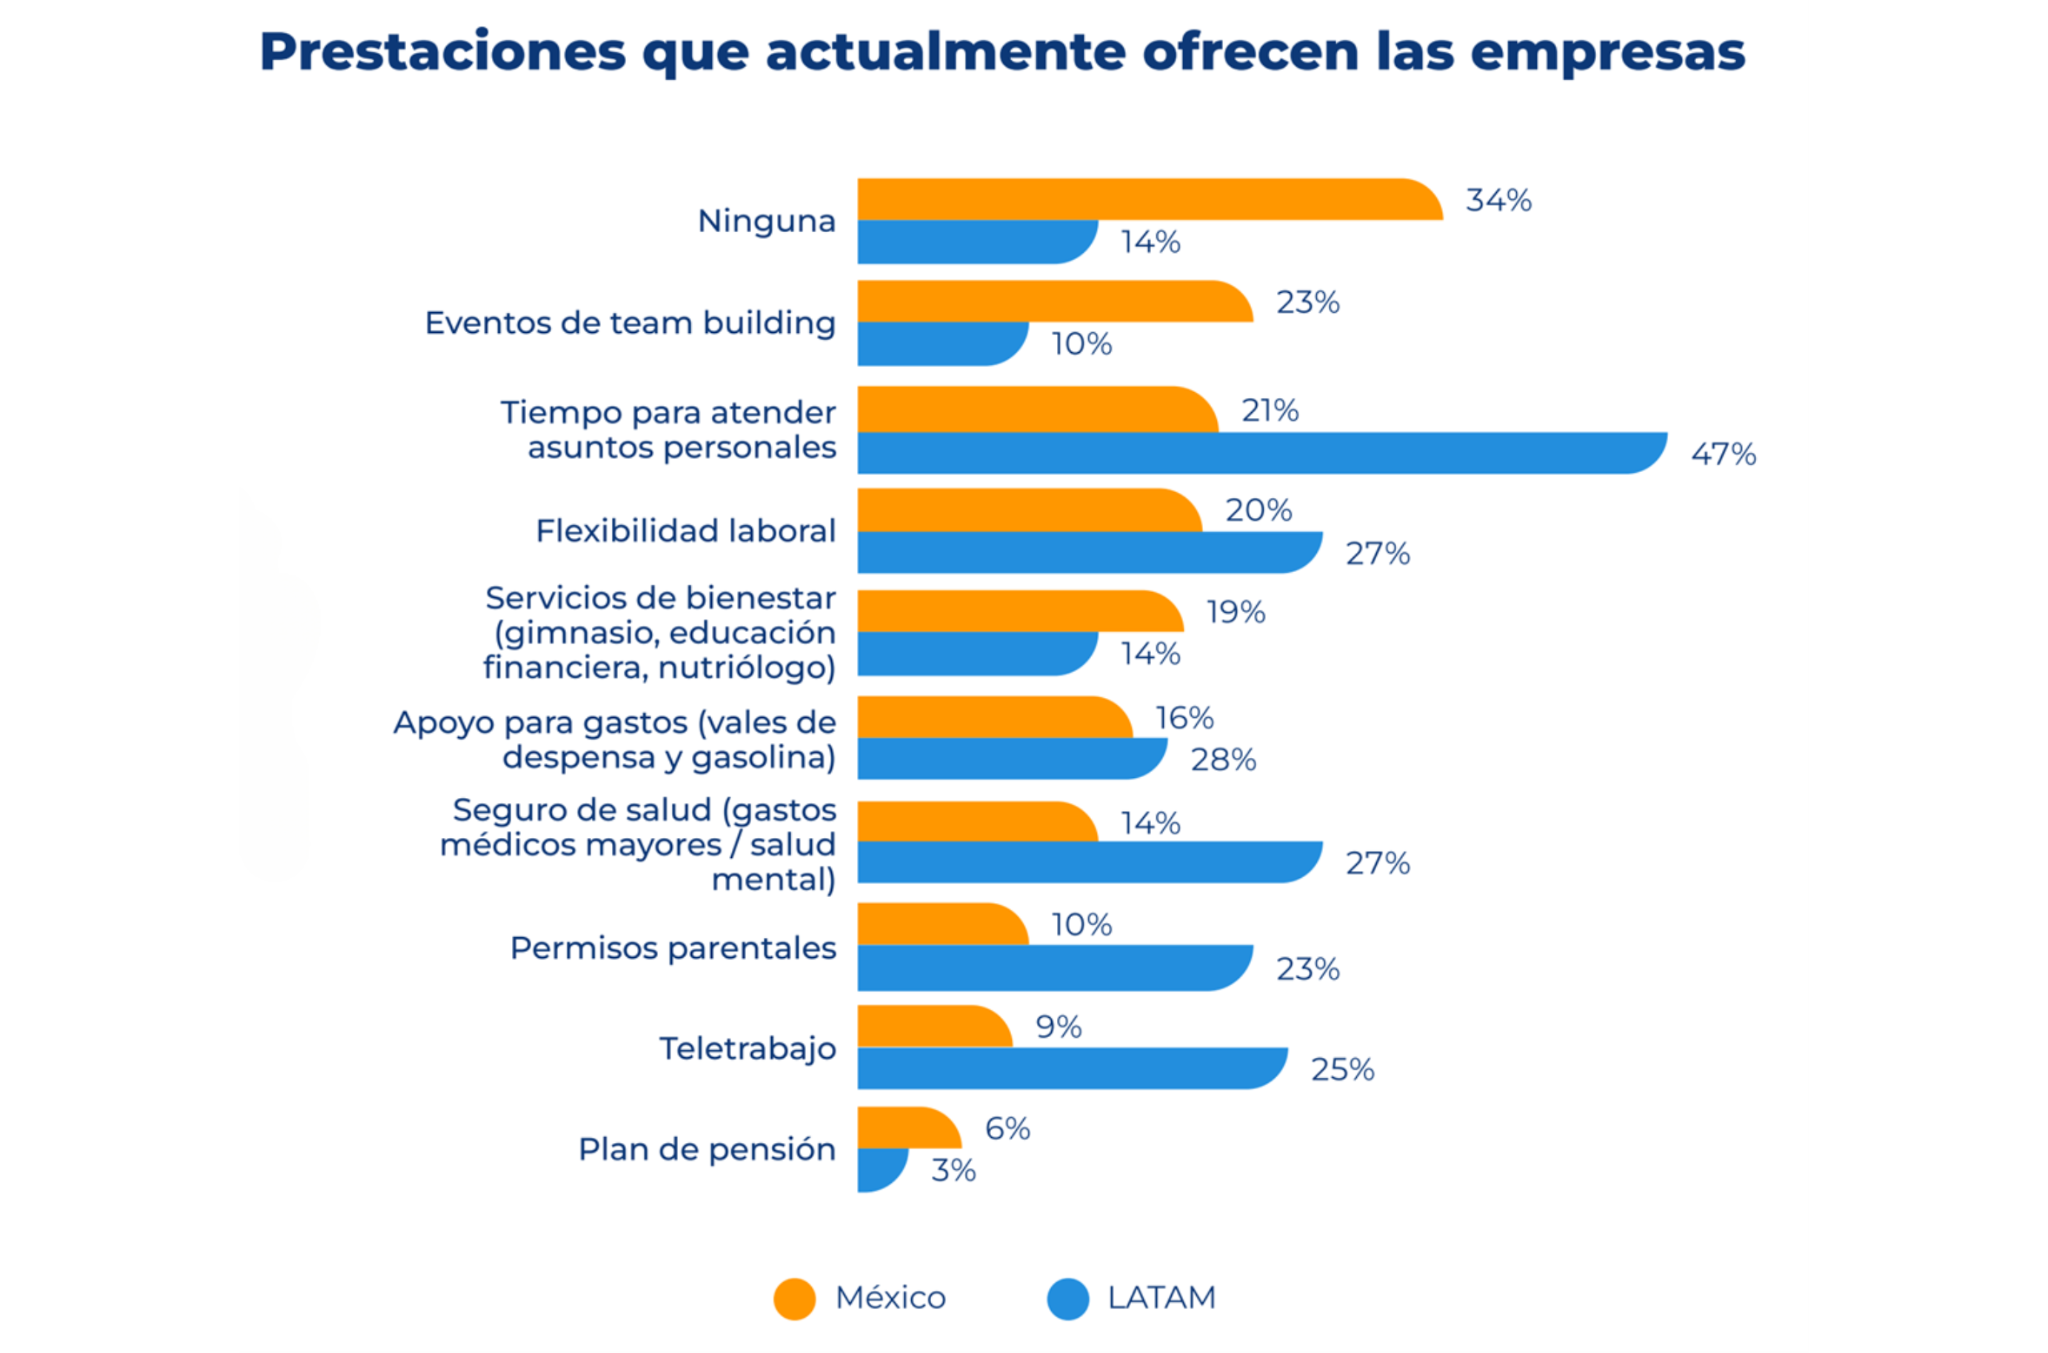 Prestaciones que actualmente ofrecen las empresas
Ninguna
34%
14%
Eventos de team building
23%
10%
Tiempo para atender
asuntos personales
21%
47%
Flexibilidad laboral
20%
27%
Servicios de bienestar
(gimnasio, educación
financiera, nutriólogo)
19%
14%
Apoyo para gastos (vales de
despensa y gasolina)
16%
28%
Seguro de salud (gastos
médicos mayores / salud
mental)
14%
27%
Permisos parentales
10%
23%
Teletrabajo
9%
25%
Plan de pensión
6%
3%
México
LATAM